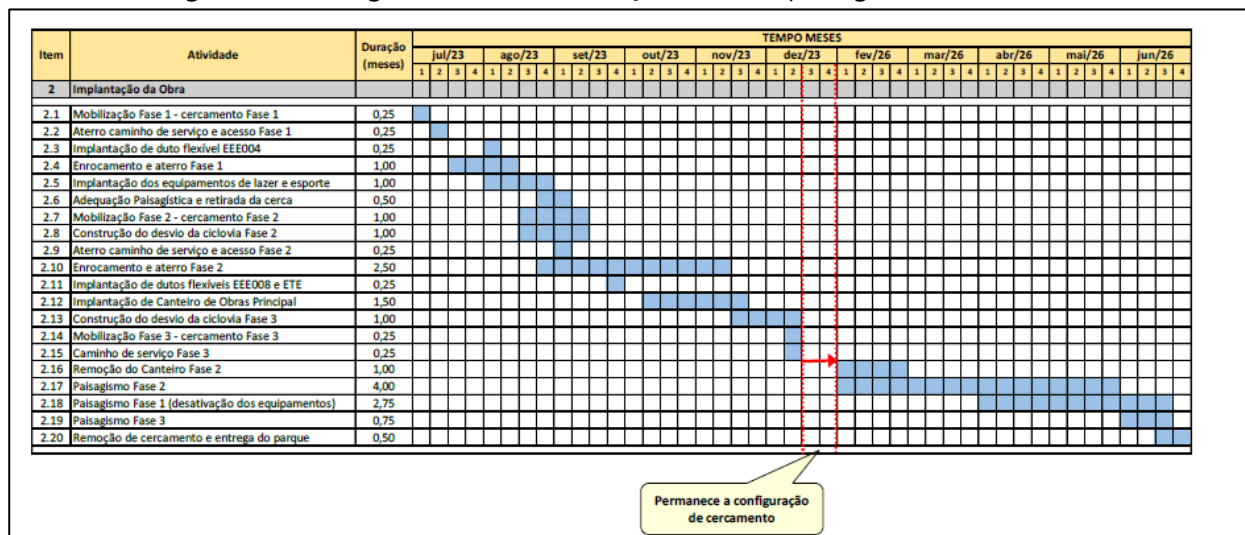 TEMPO MESES
Item Atividade Duração (meses) jul/23 ago/23 set/23 out/23 nov/23 dez/23 fev/26 mar/26 abr/26 mai/26 jun/26
1 2 3 4 1 2 3 4 1 2 3 4 1 2 3 4 1 2 3 4 1 2 3 4 1 2 3 4 1 2 3 4 1 2 3 4 1 2 3 4 1 2 3 4
2 Implantação da Obra
2.1 Mobilização Fase 1 - cercamento Fase 1 0,25
2.2 Aterro caminho de serviço e acesso Fase 1 0,25
2.3 Implantação de duto flexível EEE004 0,25
2.4 Enrocamento e aterro Fase 1 1,00
2.5 Implantação dos equipamentos de lazer e esporte 1,00
2.6 Adequação Paisagística e retirada da cerca 0,50
2.7 Mobilização Fase 2 - cercamento Fase 2 1,00
2.8 Construção do desvio da ciclovia Fase 2 1,00
2.9 Aterro caminho de serviço e acesso Fase 2 0,25
2.10 Enrocamento e aterro Fase 2 2,50
2.11 Implantação de dutos flexíveis EEE008 e ETE 0,25
2.12 Implantação de Canteiro de Obras Principal 1,50
2.13 Construção do desvio da ciclovia Fase 3 1,00
2.14 Mobilização Fase 3 - cercamento Fase 3 0,25
2.15 Caminho de serviço Fase 3 0,25
2.16 Remoção do Canteiro Fase 2 1,00
2.17 Paisagismo Fase 2 4,00
2.18 Paisagismo Fase 1 (desativação dos equipamentos) 2,75
2.19 Paisagismo Fase 3 0,75
2.20 Remoção de cercamento e entrega do parque 0,50
Permanece a configuração
de cercamento